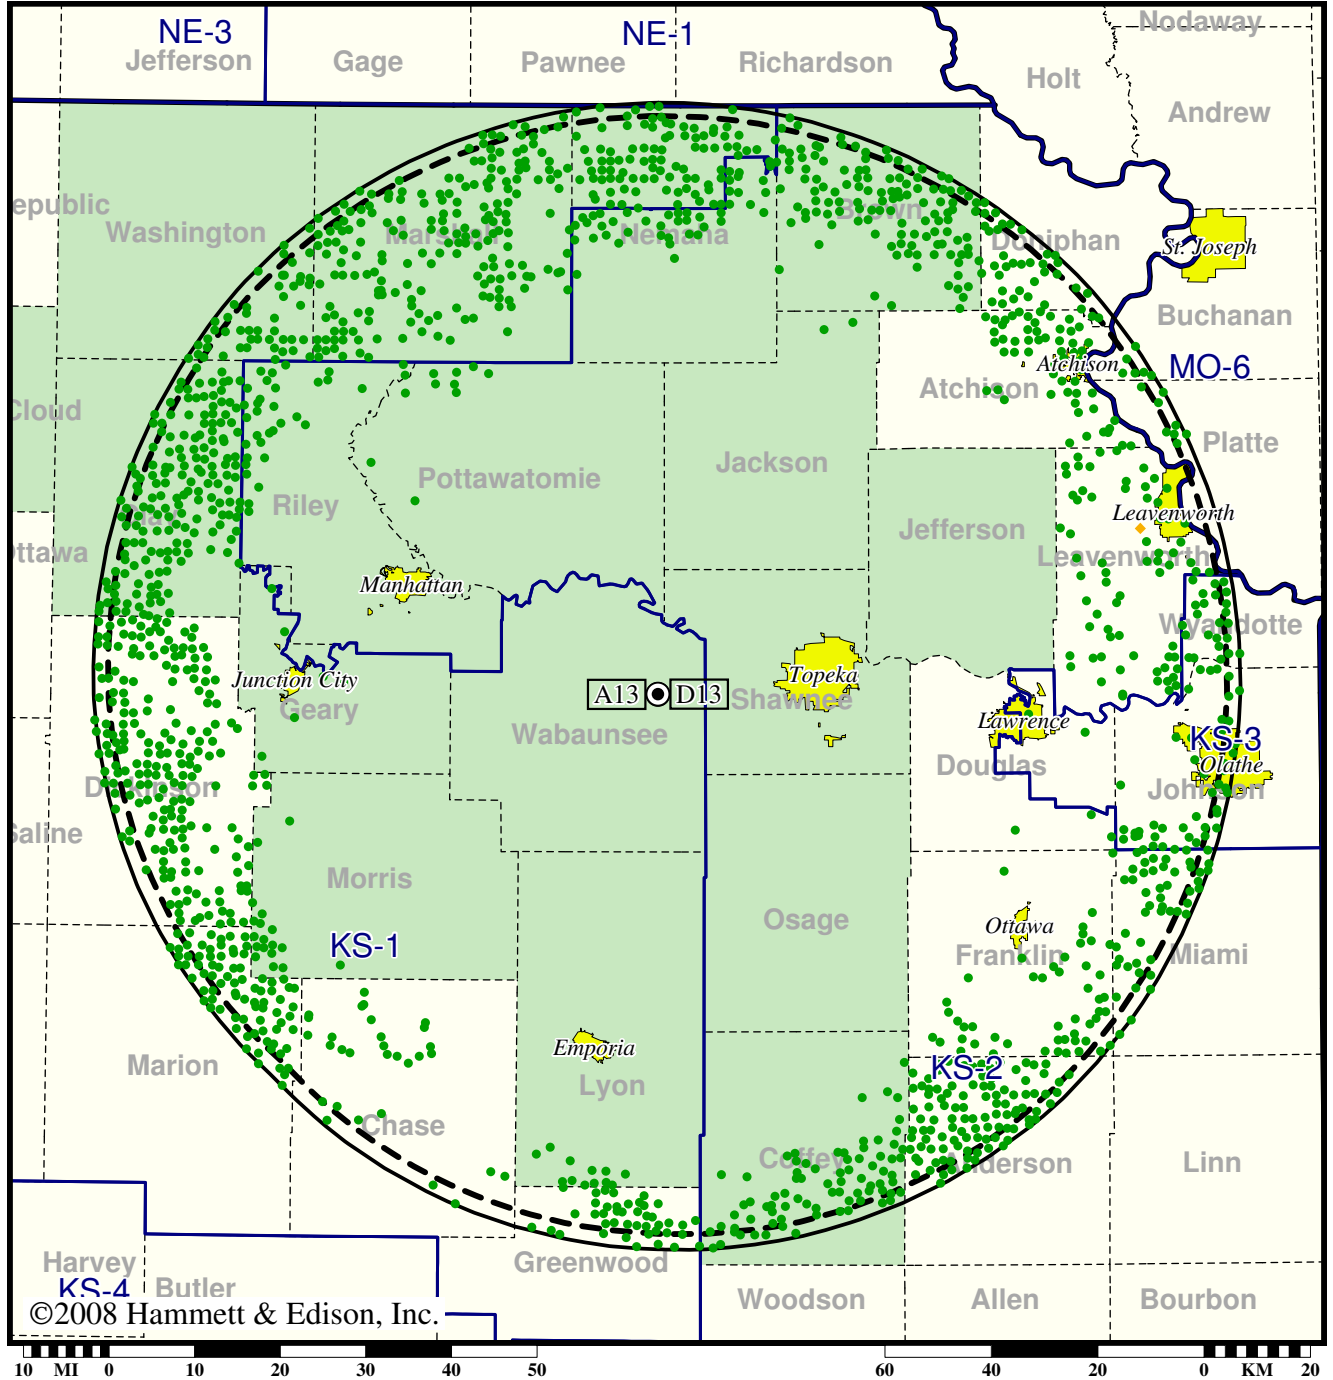 NE-3
NE-1
Nodaway
Jefferson
Gage
Pawnee
Richardson
Holt
Andrew
epublic
Washington
Marshall
Nemaha
Brown
Doniphan
St. Joseph
Buchanan
Atchison
MO-6
Atchison
Cloud
Platte
Jackson
Pottawatomie
Riley
Clay
Leavenworth
Jefferson
Ottawa
Leavenworth
Manhattan
Wyandotte
Junction City
Topeka
A13
D13
Shawnee
Geary
Lawrence
Wabaunsee
KS-3
Olathe
Douglas
Dickinson
Johnson
Saline
Morris
Osage
Ottawa
KS-1
Franklin
Miami
Emporia
Marion
KS-2
Lyon
Chase
Coffey
Anderson
Linn
Harvey
Greenwood
KS-4
Butler
Woodson
Allen
Bourbon
©2008 Hammett & Edison, Inc.
10 MI 0 10 20 30 40 50
60 40 20 0 KM 20